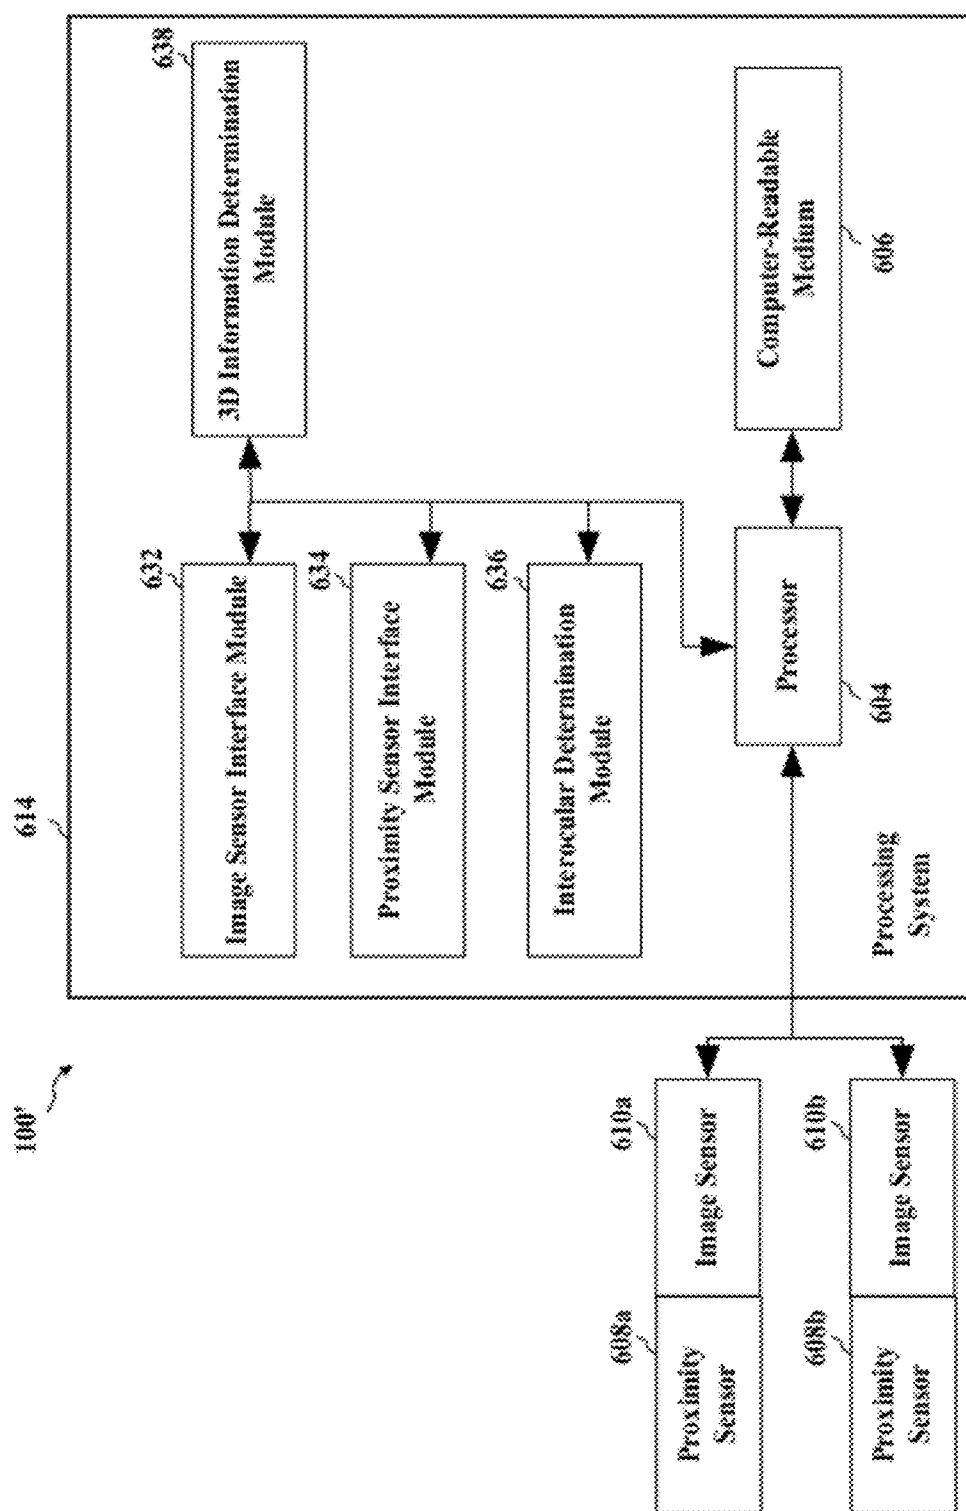 100'
614
632
Image Sensor Interface Module
634
Proximity Sensor Interface
Module
636
Interocular Determination
Module
638
3D Information Determination
Module
608a
Proximity
Sensor
610a
Image Sensor
608b
Proximity
Sensor
610b
Image Sensor
Processing
System
Processor
604
Computer-Readable
Medium
606